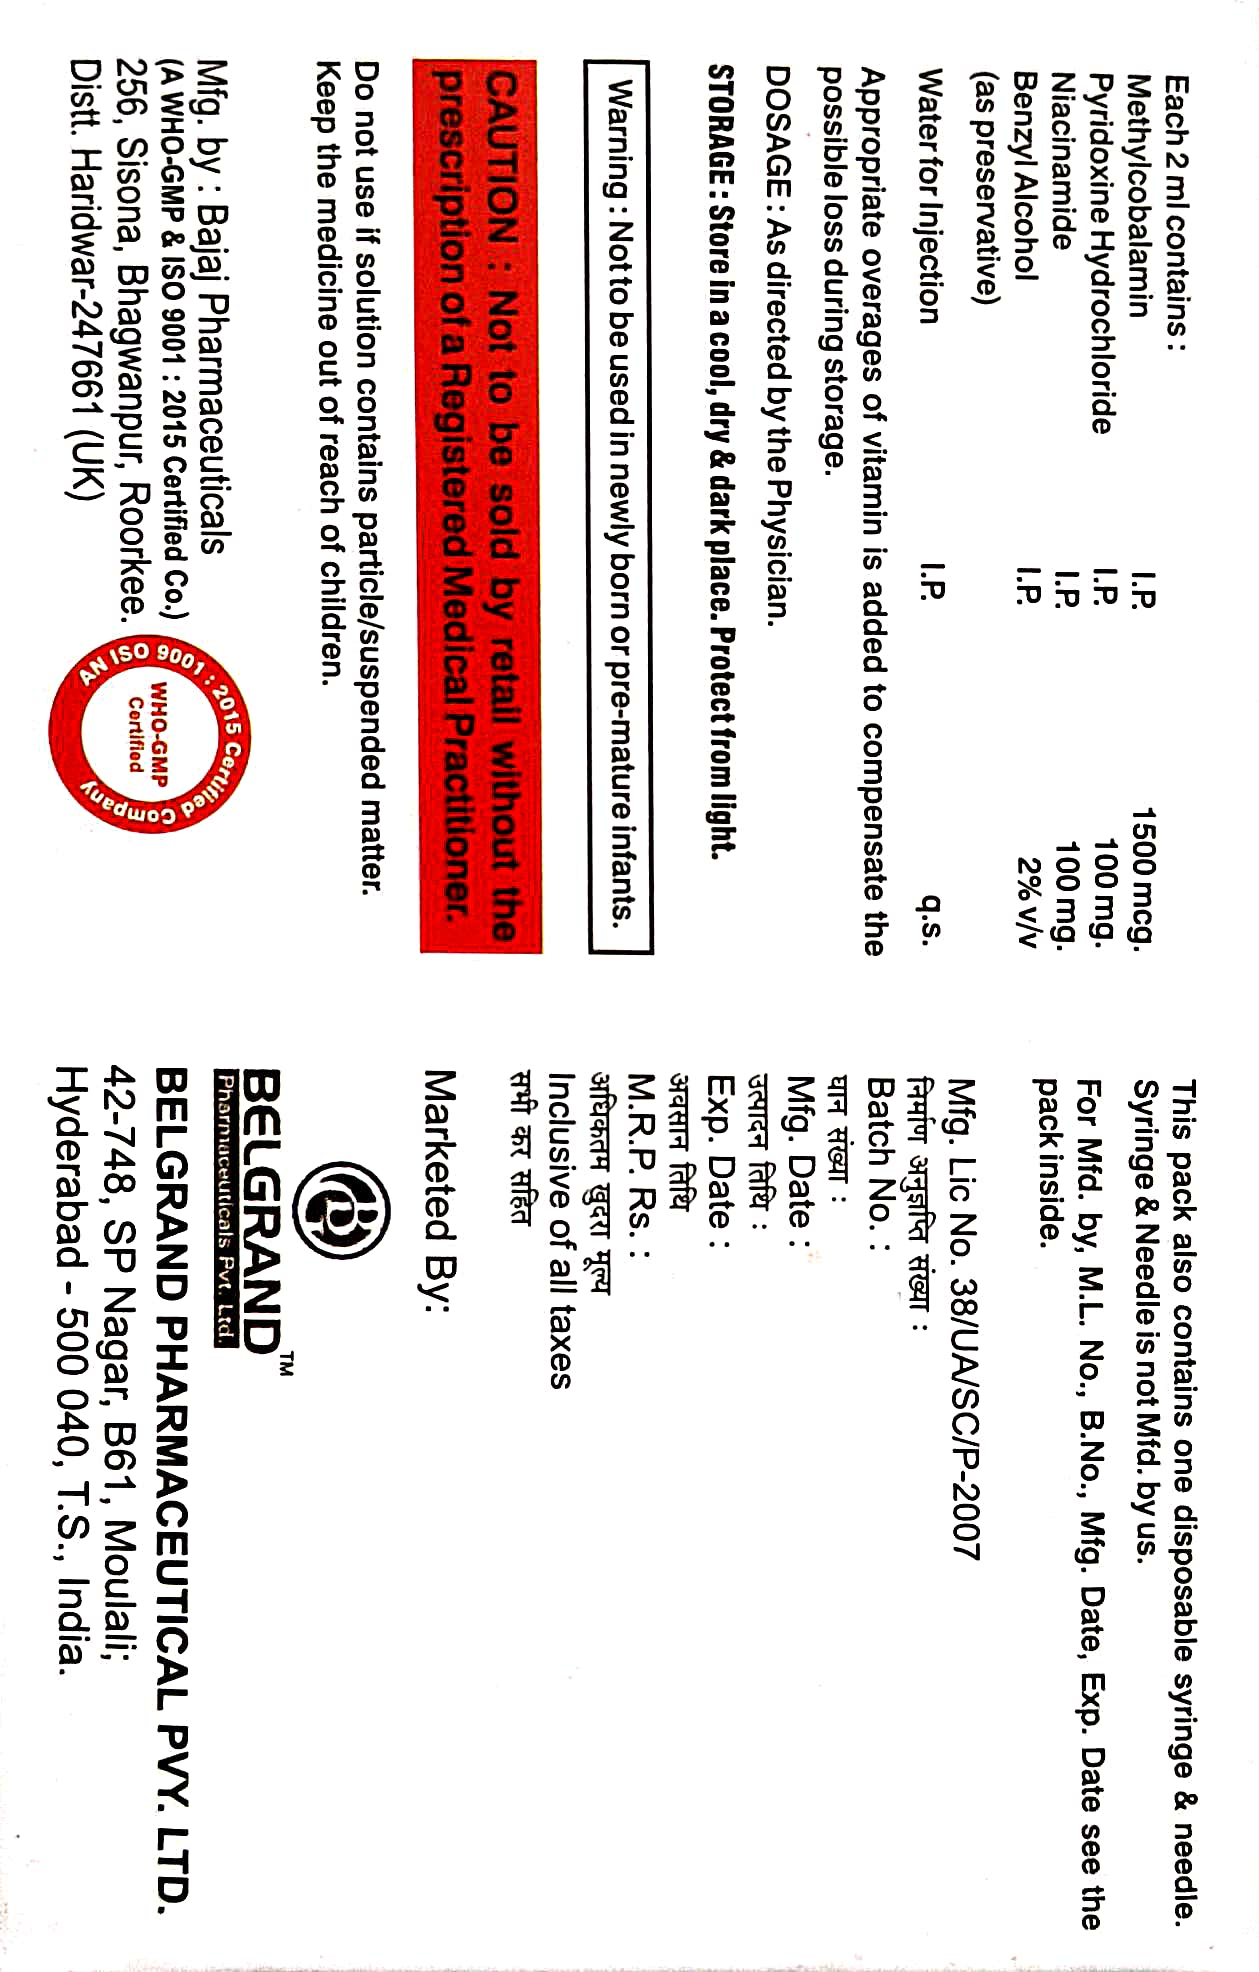 Each 2 ml contains :
Methylcobalamin I.P. 1500 mcg.
Pyridoxine Hydrochloride I.P. 100 mg.
Niacinamide I.P. 100 mg.
Benzyl Alcohol I.P. 2% v/v
(as preservative)
Water for Injection I.P. q.s.
Appropriate overages of vitamin is added to compensate the
possible loss during storage.
DOSAGE : As directed by the Physician.
STORAGE : Store in a cool, dry & dark place. Protect from light.
Warning : Not to be used in newly born or pre-mature infants.
CAUTION : Not to be sold by retail without the
prescription of a Registered Medical Practitioner.
Do not use if solution contains particle/suspended matter.
Keep the medicine out of reach of children.
Mfg. by : Bajaj Pharmaceuticals
(A WHO-GMP & ISO 9001 : 2015 Certified Co.)
256, Sisona, Bhagwanpur, Roorkee.
Distt. Haridwar-247661 (UK)
AN ISO 9001 : 2015 Certified Company
WHO-GMP
Certified
This pack also contains one disposable syringe & needle.
Syringe & Needle is not Mfd. by us.
For Mfd. by, M.L. No., B.No., Mfg. Date, Exp. Date see the
pack inside.
Mfg. Lic No. 38/UA/SC/P-2007
निर्माण अनुज्ञप्ति संख्या :
Batch No. :
घान संख्या :
Mfg. Date :
उत्पादन तिथि :
Exp. Date :
अवसान तिथि
M.R.P. Rs. :
अधिकतम खुदरा मूल्य
Inclusive of all taxes
सभी कर सहित
Marketed By:
BELGRAND™
Pharmaceuticals Pvt. Ltd.
BELGRAND PHARMACEUTICAL PVY. LTD.
42-748, SP Nagar, B61, Moulali;
Hyderabad - 500 040, T.S., India.